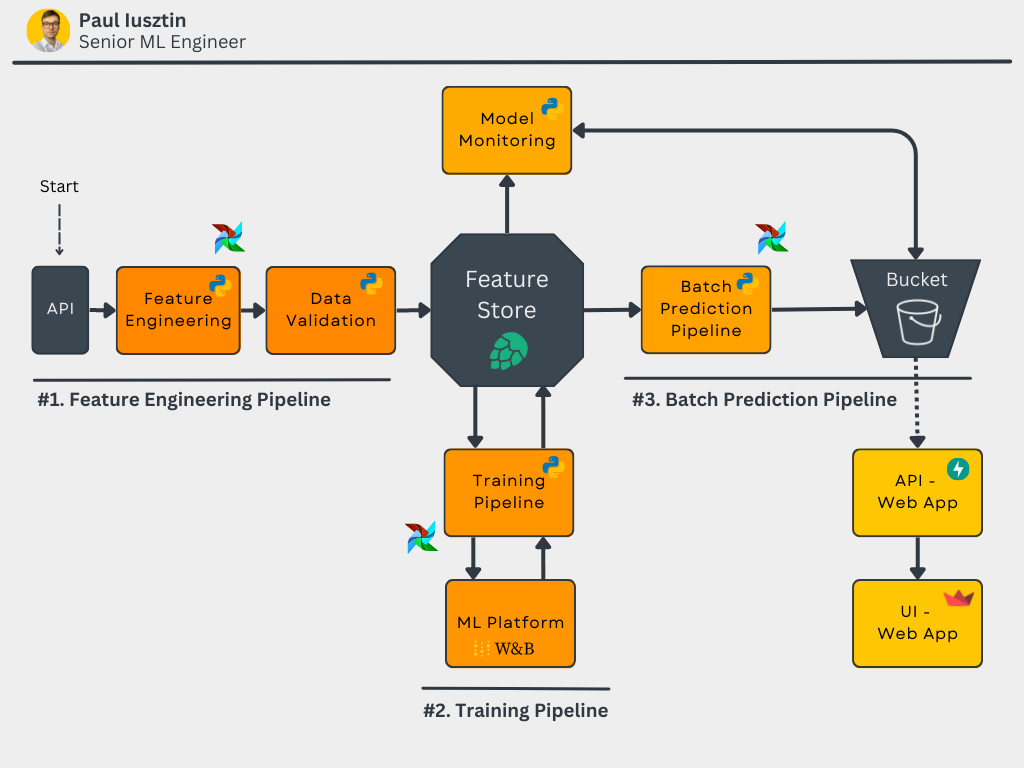 Paul Iusztin
Senior ML Engineer
Model
Monitoring
Start
API
Feature
Engineering
Data
Validation
Feature
Store
Batch
Prediction
Pipeline
Bucket
#1. Feature Engineering Pipeline
#3. Batch Prediction Pipeline
Training
Pipeline
API -
Web App
ML Platform
W&B
UI -
Web App
#2. Training Pipeline